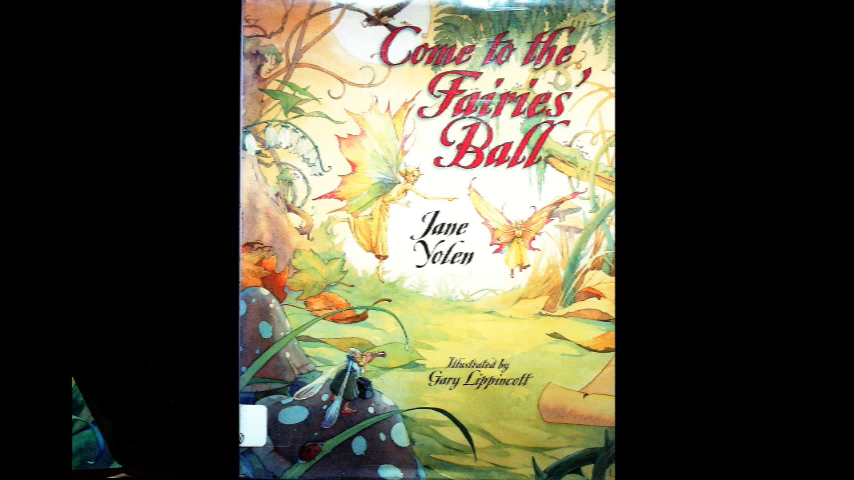 Come to the
Fairies'
Ball
Jane
Yolen
Illustrated by
Gary Lippincott